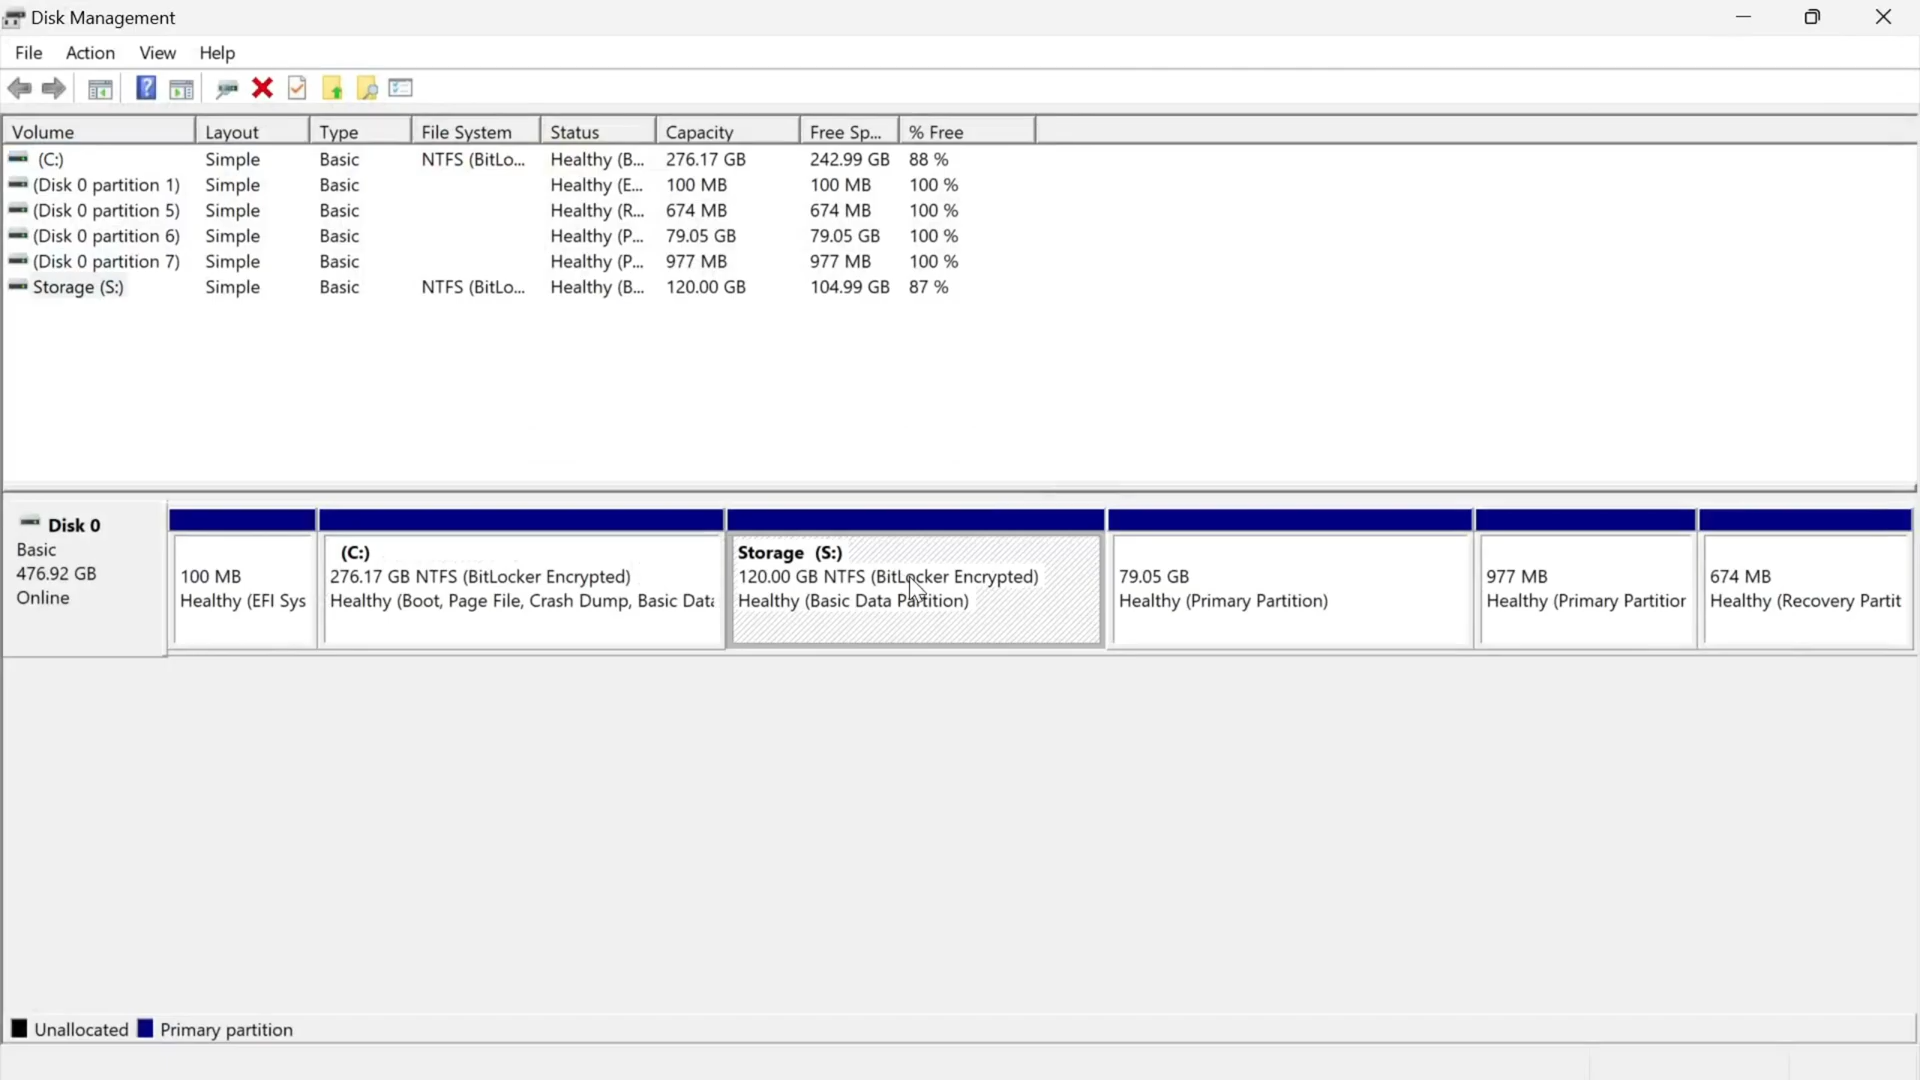 Disk Management
File Action View Help
Volume Layout Type File System Status Capacity Free Sp... % Free
(C:) Simple Basic NTFS (BitLo... Healthy (B... 276.17 GB 242.99 GB 88 %
(Disk 0 partition 1) Simple Basic Healthy (E... 100 MB 100 MB 100 %
(Disk 0 partition 5) Simple Basic Healthy (R... 674 MB 674 MB 100 %
(Disk 0 partition 6) Simple Basic Healthy (P... 79.05 GB 79.05 GB 100 %
(Disk 0 partition 7) Simple Basic Healthy (P... 977 MB 977 MB 100 %
Storage (S:) Simple Basic NTFS (BitLo... Healthy (B... 120.00 GB 104.99 GB 87 %
Disk 0
Basic
476.92 GB
Online
100 MB
Healthy (EFI Sys
(C:)
276.17 GB NTFS (BitLocker Encrypted)
Healthy (Boot, Page File, Crash Dump, Basic Data
Storage (S:)
120.00 GB NTFS (BitLocker Encrypted)
Healthy (Basic Data Partition)
79.05 GB
Healthy (Primary Partition)
977 MB
Healthy (Primary Partitior
674 MB
Healthy (Recovery Partit
Unallocated Primary partition